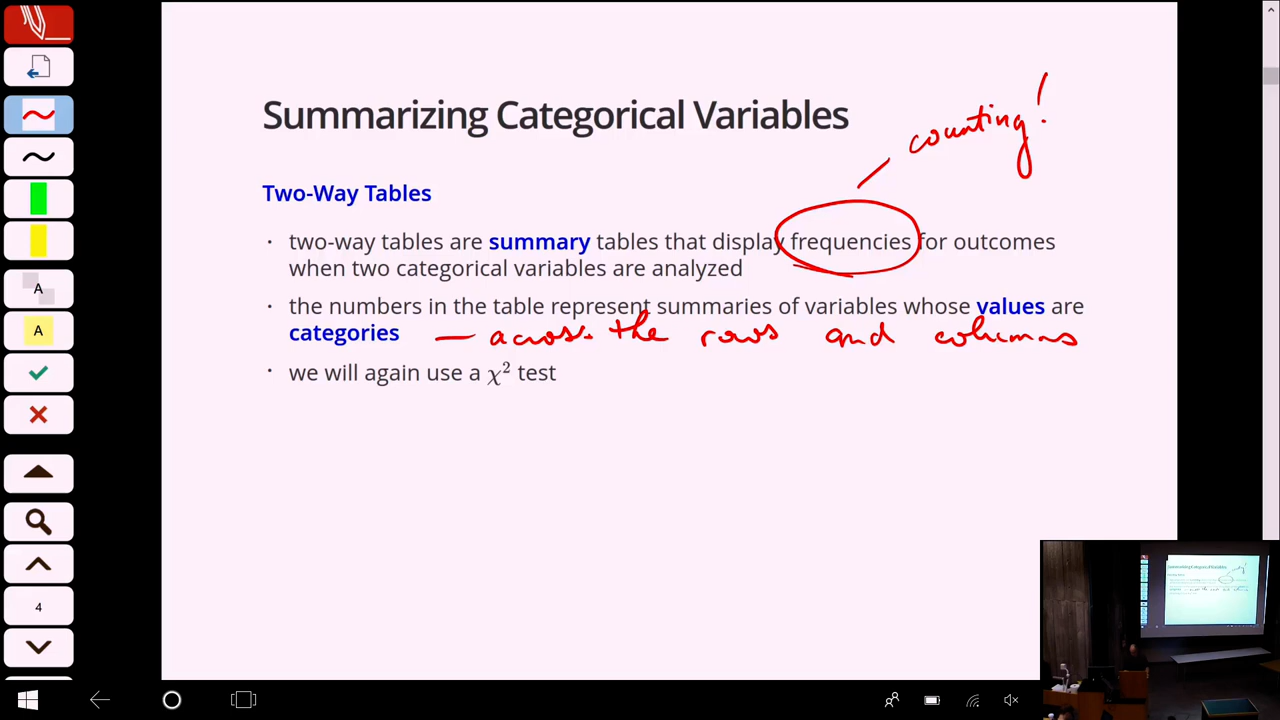 Summarizing Categorical Variables
counting!
Two-Way Tables
· two-way tables are summary tables that display frequencies for outcomes
when two categorical variables are analyzed
· the numbers in the table represent summaries of variables whose values are
categories — across the rows and columns
· we will again use a χ² test
A
A
4